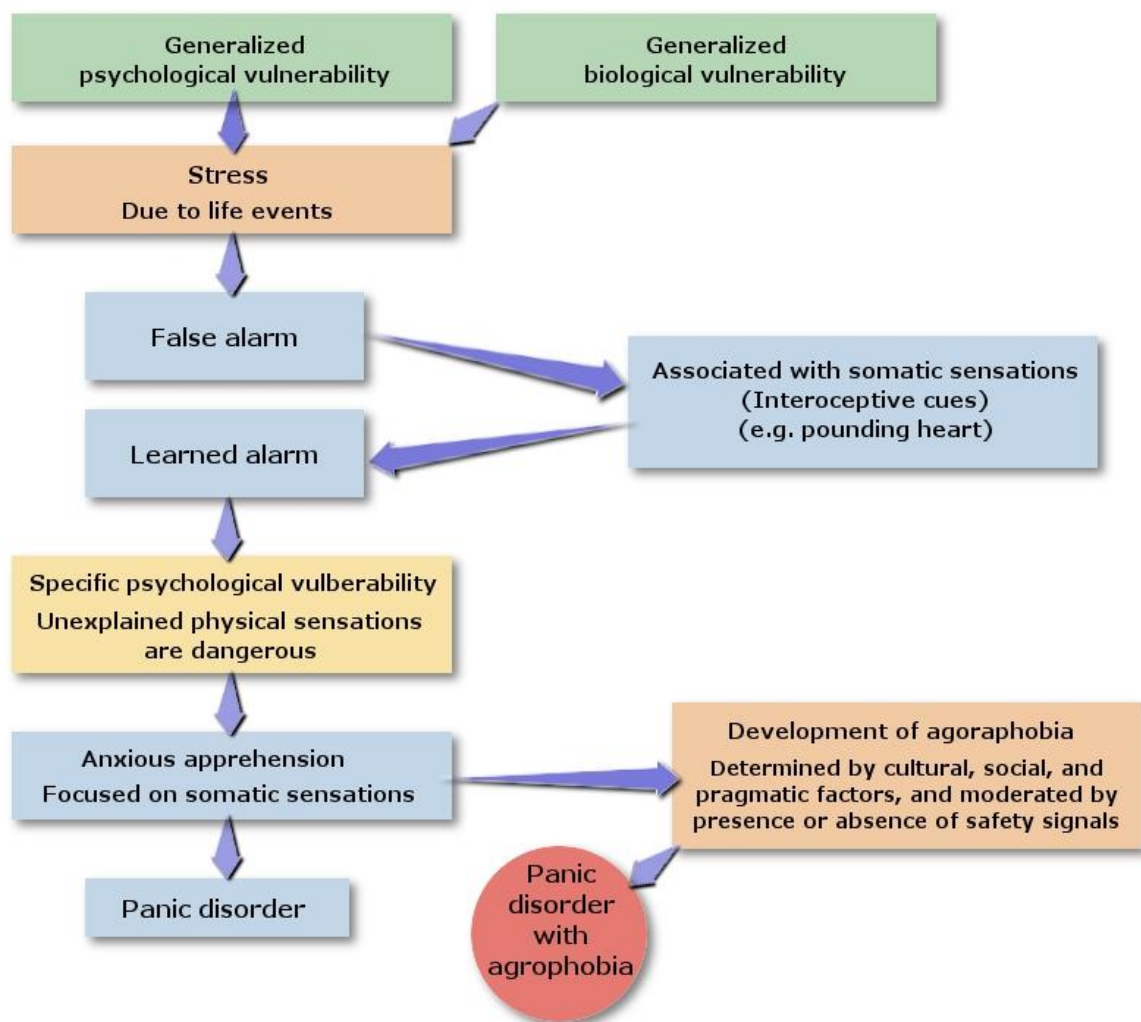 Generalized
psychological vulnerability
Generalized
biological vulnerability
Stress
Due to life events
False alarm
Associated with somatic sensations
(Interoceptive cues)
(e.g. pounding heart)
Learned alarm
Specific psychological vulberability
Unexplained physical sensations
are dangerous
Anxious apprehension
Focused on somatic sensations
Development of agoraphobia
Determined by cultural, social, and
pragmatic factors, and moderated by
presence or absence of safety signals
Panic disorder
Panic
disorder
with
agrophobia